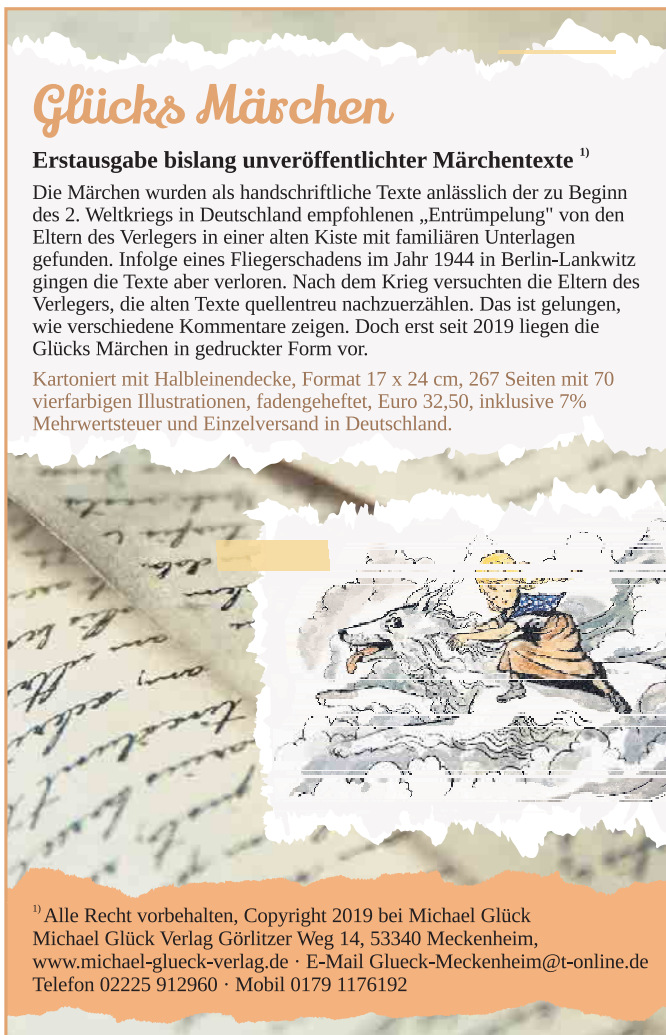 Glücks Märchen
Erstausgabe bislang unveröffentlichter Märchentexte 1)
Die Märchen wurden als handschriftliche Texte anlässlich der zu Beginn
des 2. Weltkriegs in Deutschland empfohlenen „Entrümpelung" von den
Eltern des Verlegers in einer alten Kiste mit familiären Unterlagen
gefunden. Infolge eines Fliegerschadens im Jahr 1944 in Berlin-Lankwitz
gingen die Texte aber verloren. Nach dem Krieg versuchten die Eltern des
Verlegers, die alten Texte quellentreu nachzuerzählen. Das ist gelungen,
wie verschiedene Kommentare zeigen. Doch erst seit 2019 liegen die
Glücks Märchen in gedruckter Form vor.
Kartoniert mit Halbleinendecke, Format 17 x 24 cm, 267 Seiten mit 70
vierfarbigen Illustrationen, fadengeheftet, Euro 32,50, inklusive 7%
Mehrwertsteuer und Einzelversand in Deutschland.
1) Alle Recht vorbehalten, Copyright 2019 bei Michael Glück
Michael Glück Verlag Görlitzer Weg 14, 53340 Meckenheim,
www.michael-glueck-verlag.de · E-Mail Glueck-Meckenheim@t-online.de
Telefon 02225 912960 · Mobil 0179 1176192